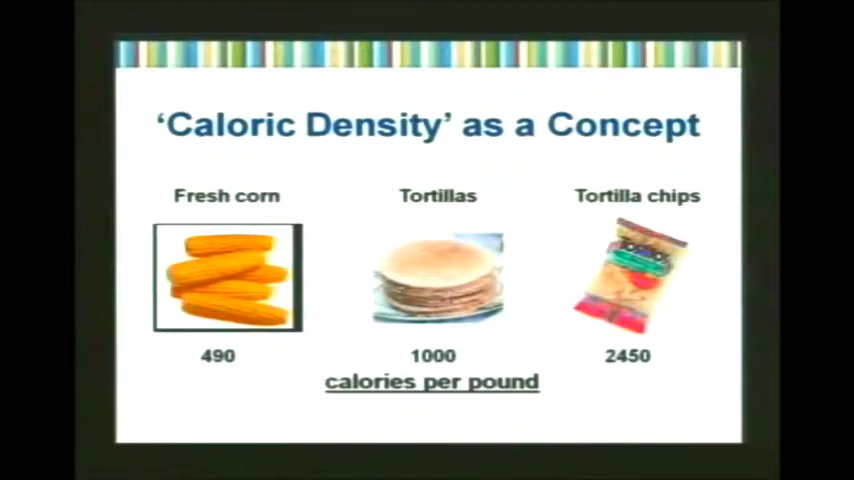 ‘Caloric Density’ as a Concept
Fresh corn Tortillas Tortilla chips
490 1000 2450
calories per pound